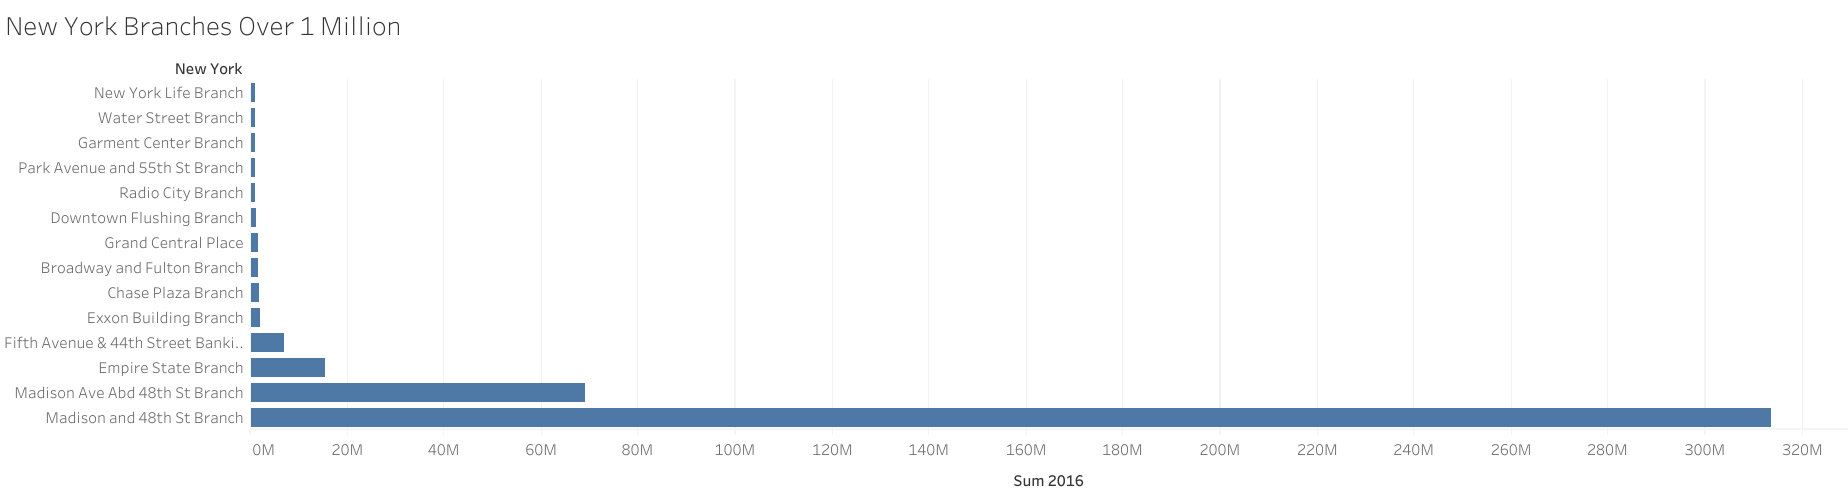 New York Branches Over 1 Million
New York
New York Life Branch
Water Street Branch
Garment Center Branch
Park Avenue and 55th St Branch
Radio City Branch
Downtown Flushing Branch
Grand Central Place
Broadway and Fulton Branch
Chase Plaza Branch
Exxon Building Branch
Fifth Avenue & 44th Street Banki..
Empire State Branch
Madison Ave Abd 48th St Branch
Madison and 48th St Branch
0M 20M 40M 60M 80M 100M 120M 140M 160M 180M 200M 220M 240M 260M 280M 300M 320M
Sum 2016